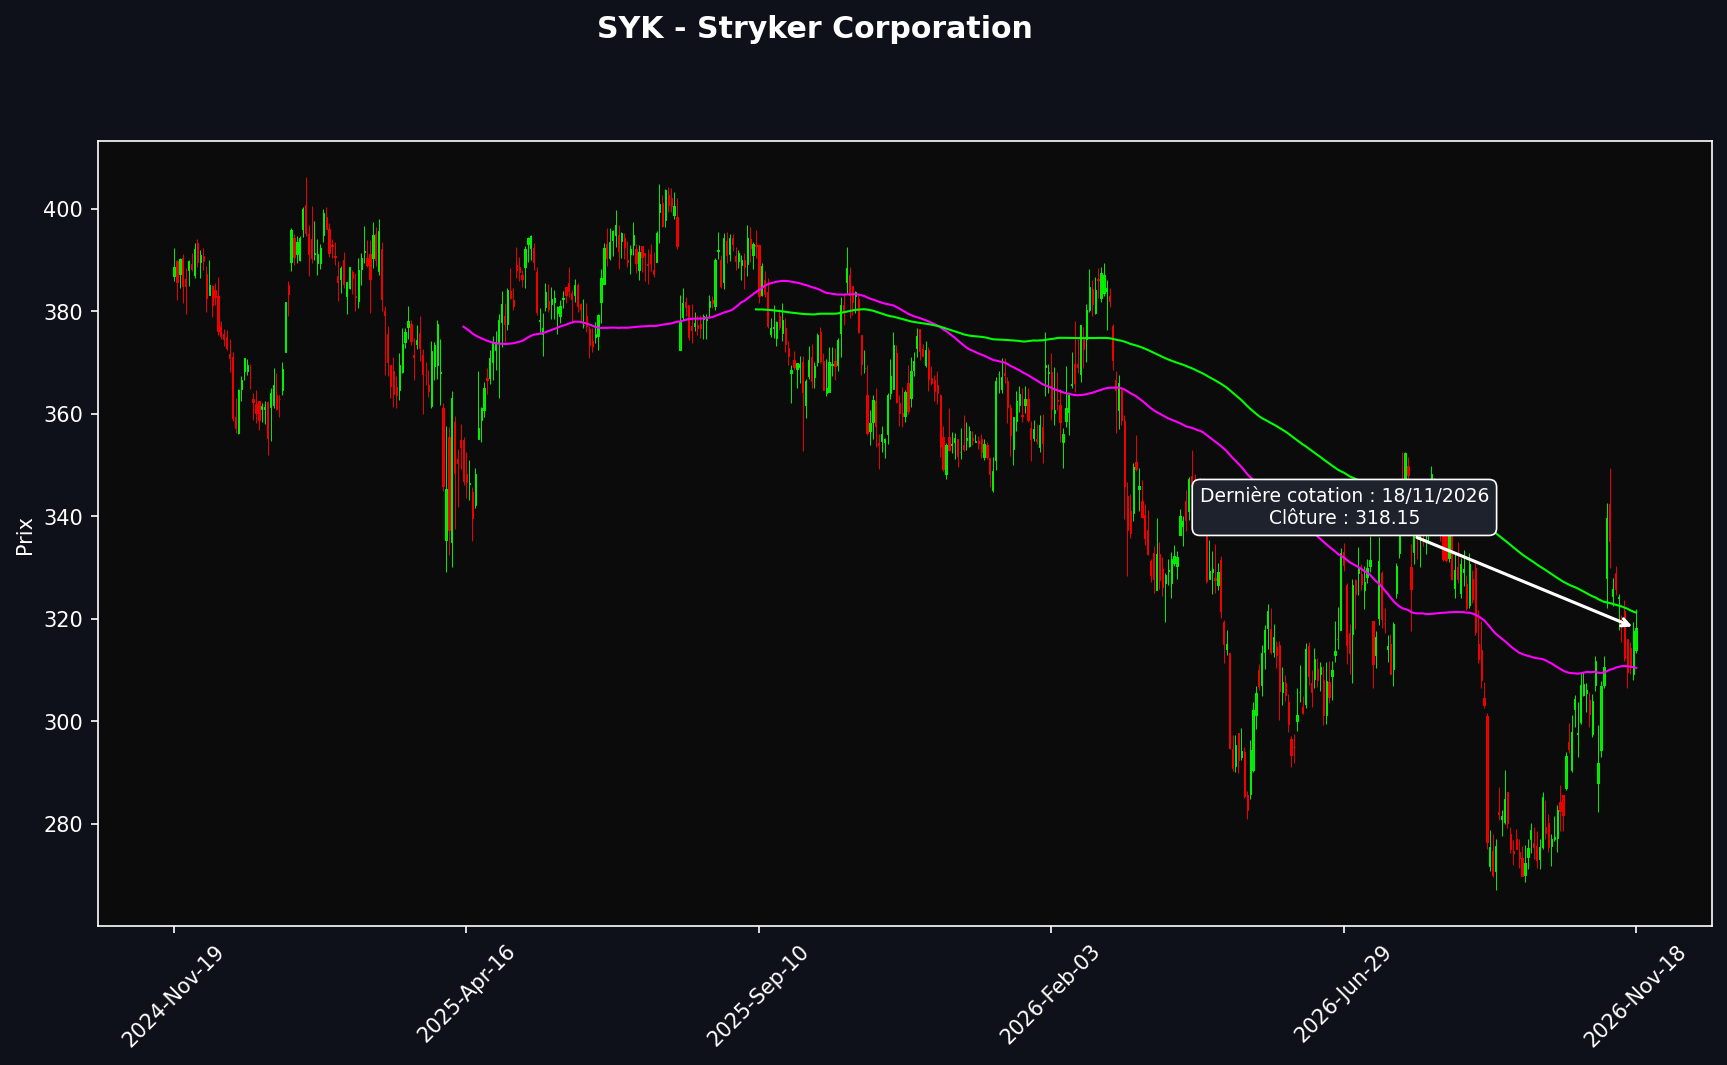 SYK - Stryker Corporation
Prix
400
380
360
340
320
300
280
Dernière cotation : 18/11/2026
Clôture : 318.15
2024-Nov-19
2025-Apr-16
2025-Sep-10
2026-Feb-03
2026-Jun-29
2026-Nov-18